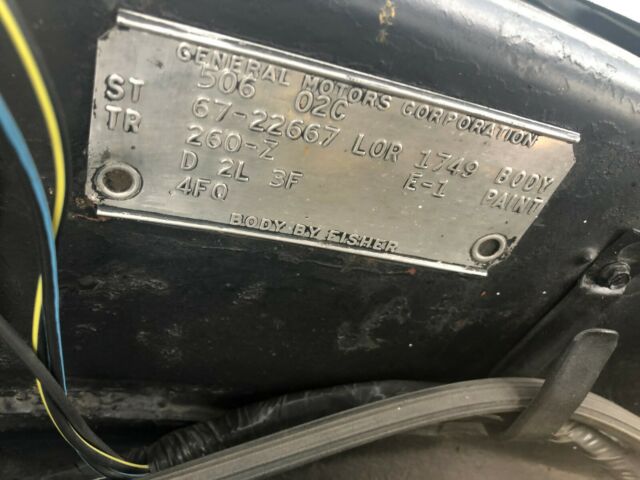 GENERAL MOTORS CORPORATION
506 02C
ST 67-22667 LOR 1749 BODY
TR 260-Z E-1 PAINT
D 2L 3F
4FQ
BODY BY FISHER